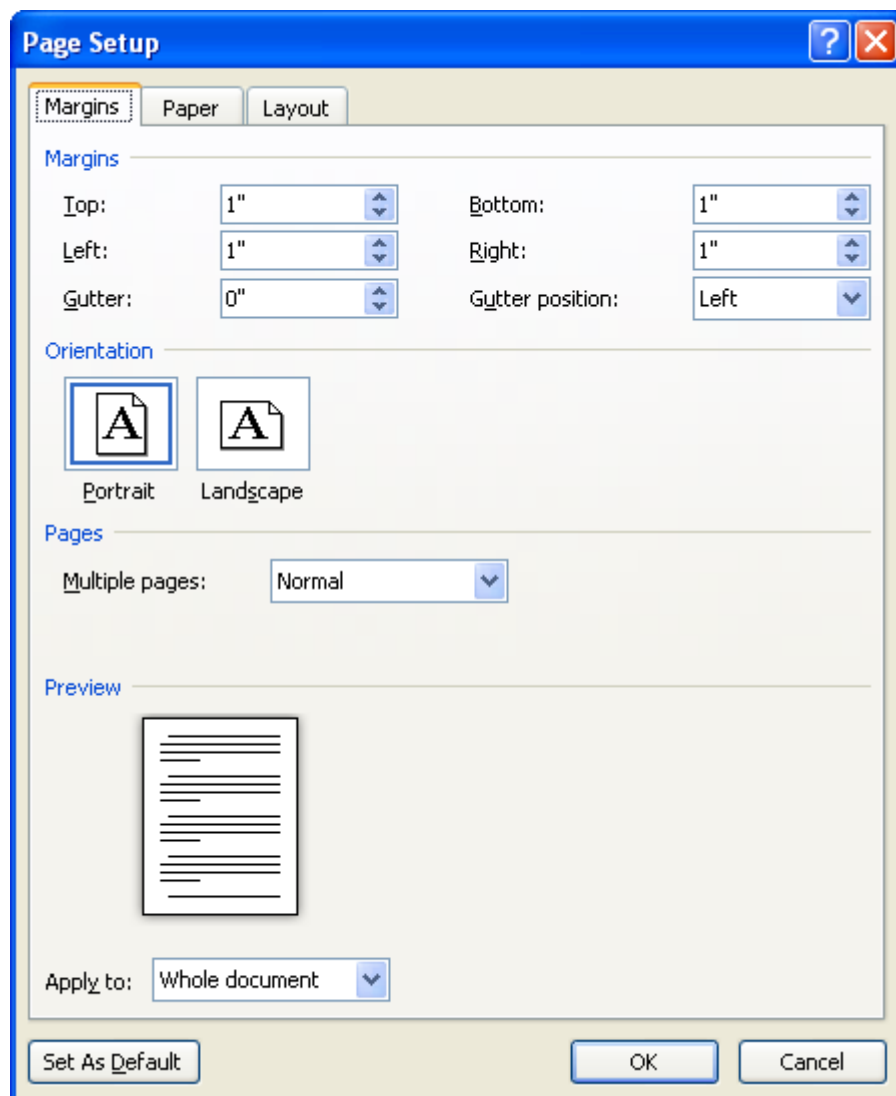 Page Setup
Margins Paper Layout
Margins
Top: 1" Bottom: 1"
Left: 1" Right: 1"
Gutter: 0" Gutter position: Left
Orientation
A A
Portrait Landscape
Pages
Multiple pages: Normal
Preview
Apply to: Whole document
Set As Default OK Cancel